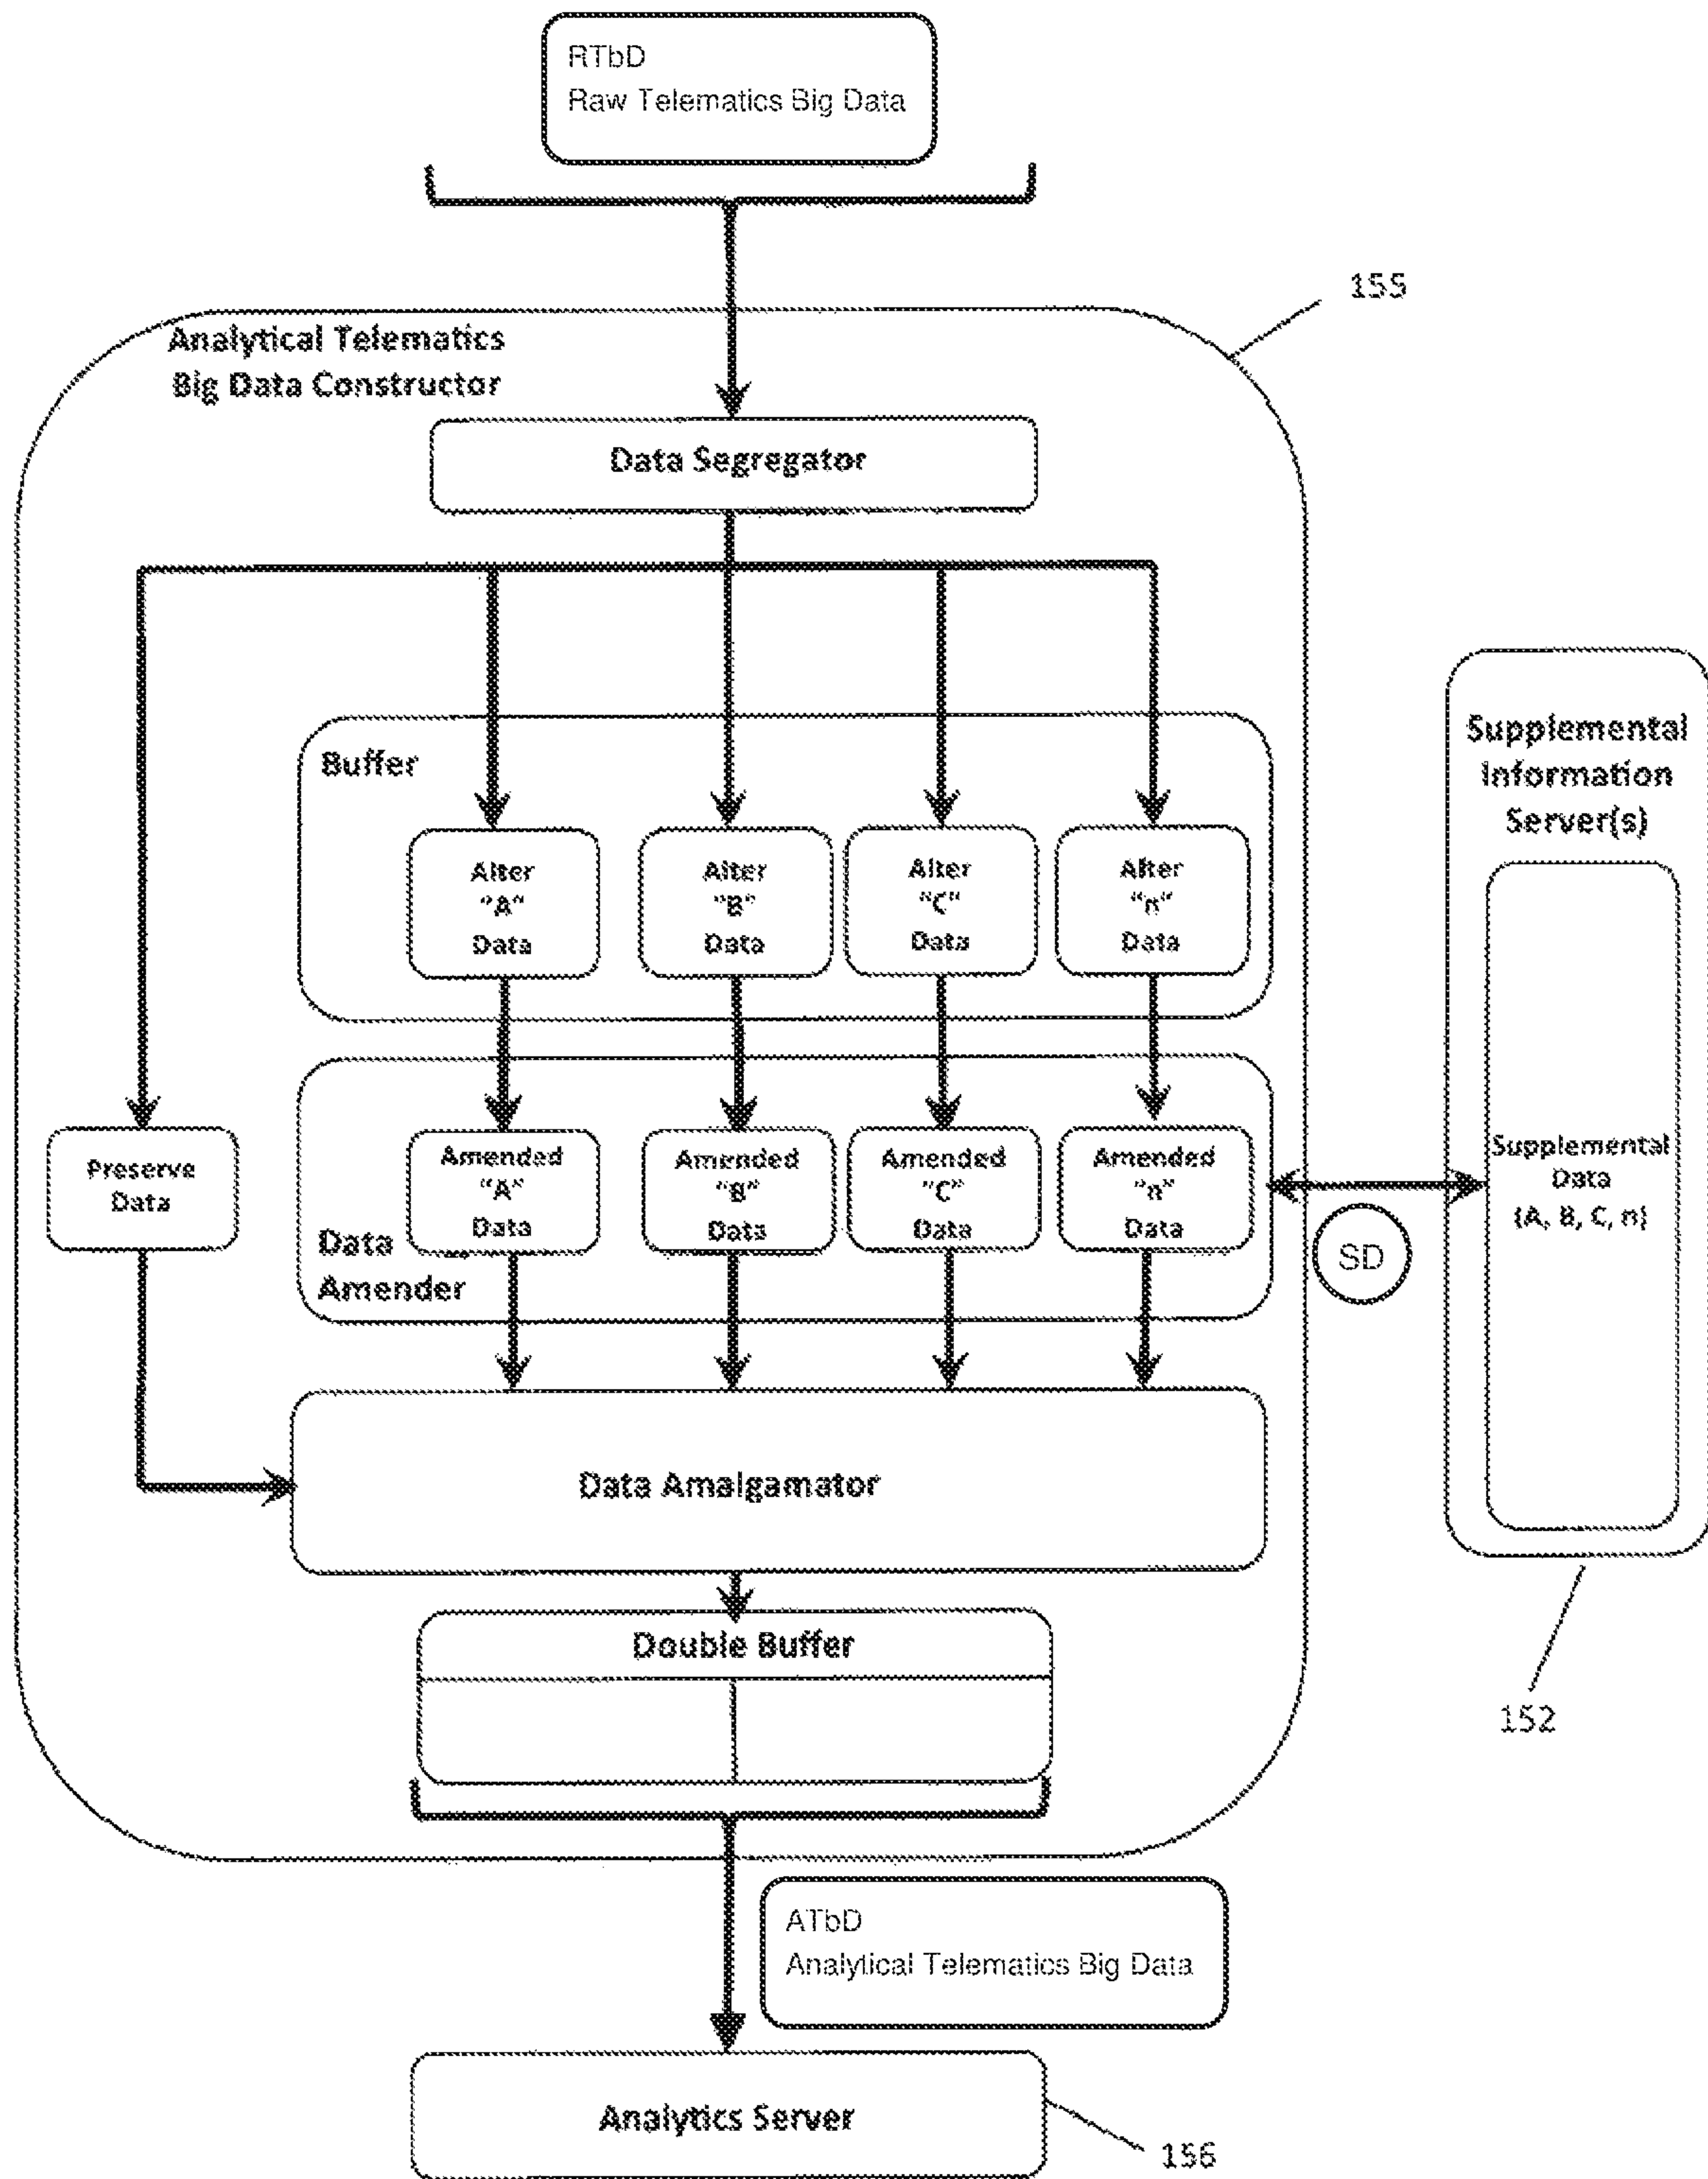 RTbD
Raw Telematics Big Data
155
Analytical Telematics
Big Data Constructor
Data Segregator
Buffer
Alter
"A"
Data
Alter
"B"
Data
Alter
"C"
Data
Alter
"n"
Data
Supplemental
Information
Server(s)
Preserve
Data
Amended
"A"
Data
Amended
"B"
Data
Amended
"C"
Data
Amended
"n"
Data
Data
Amender
SD
Supplemental
Data
(A, B, C, n)
Data Amalgamator
Double Buffer
152
ATbD
Analytical Telematics Big Data
Analytics Server
156